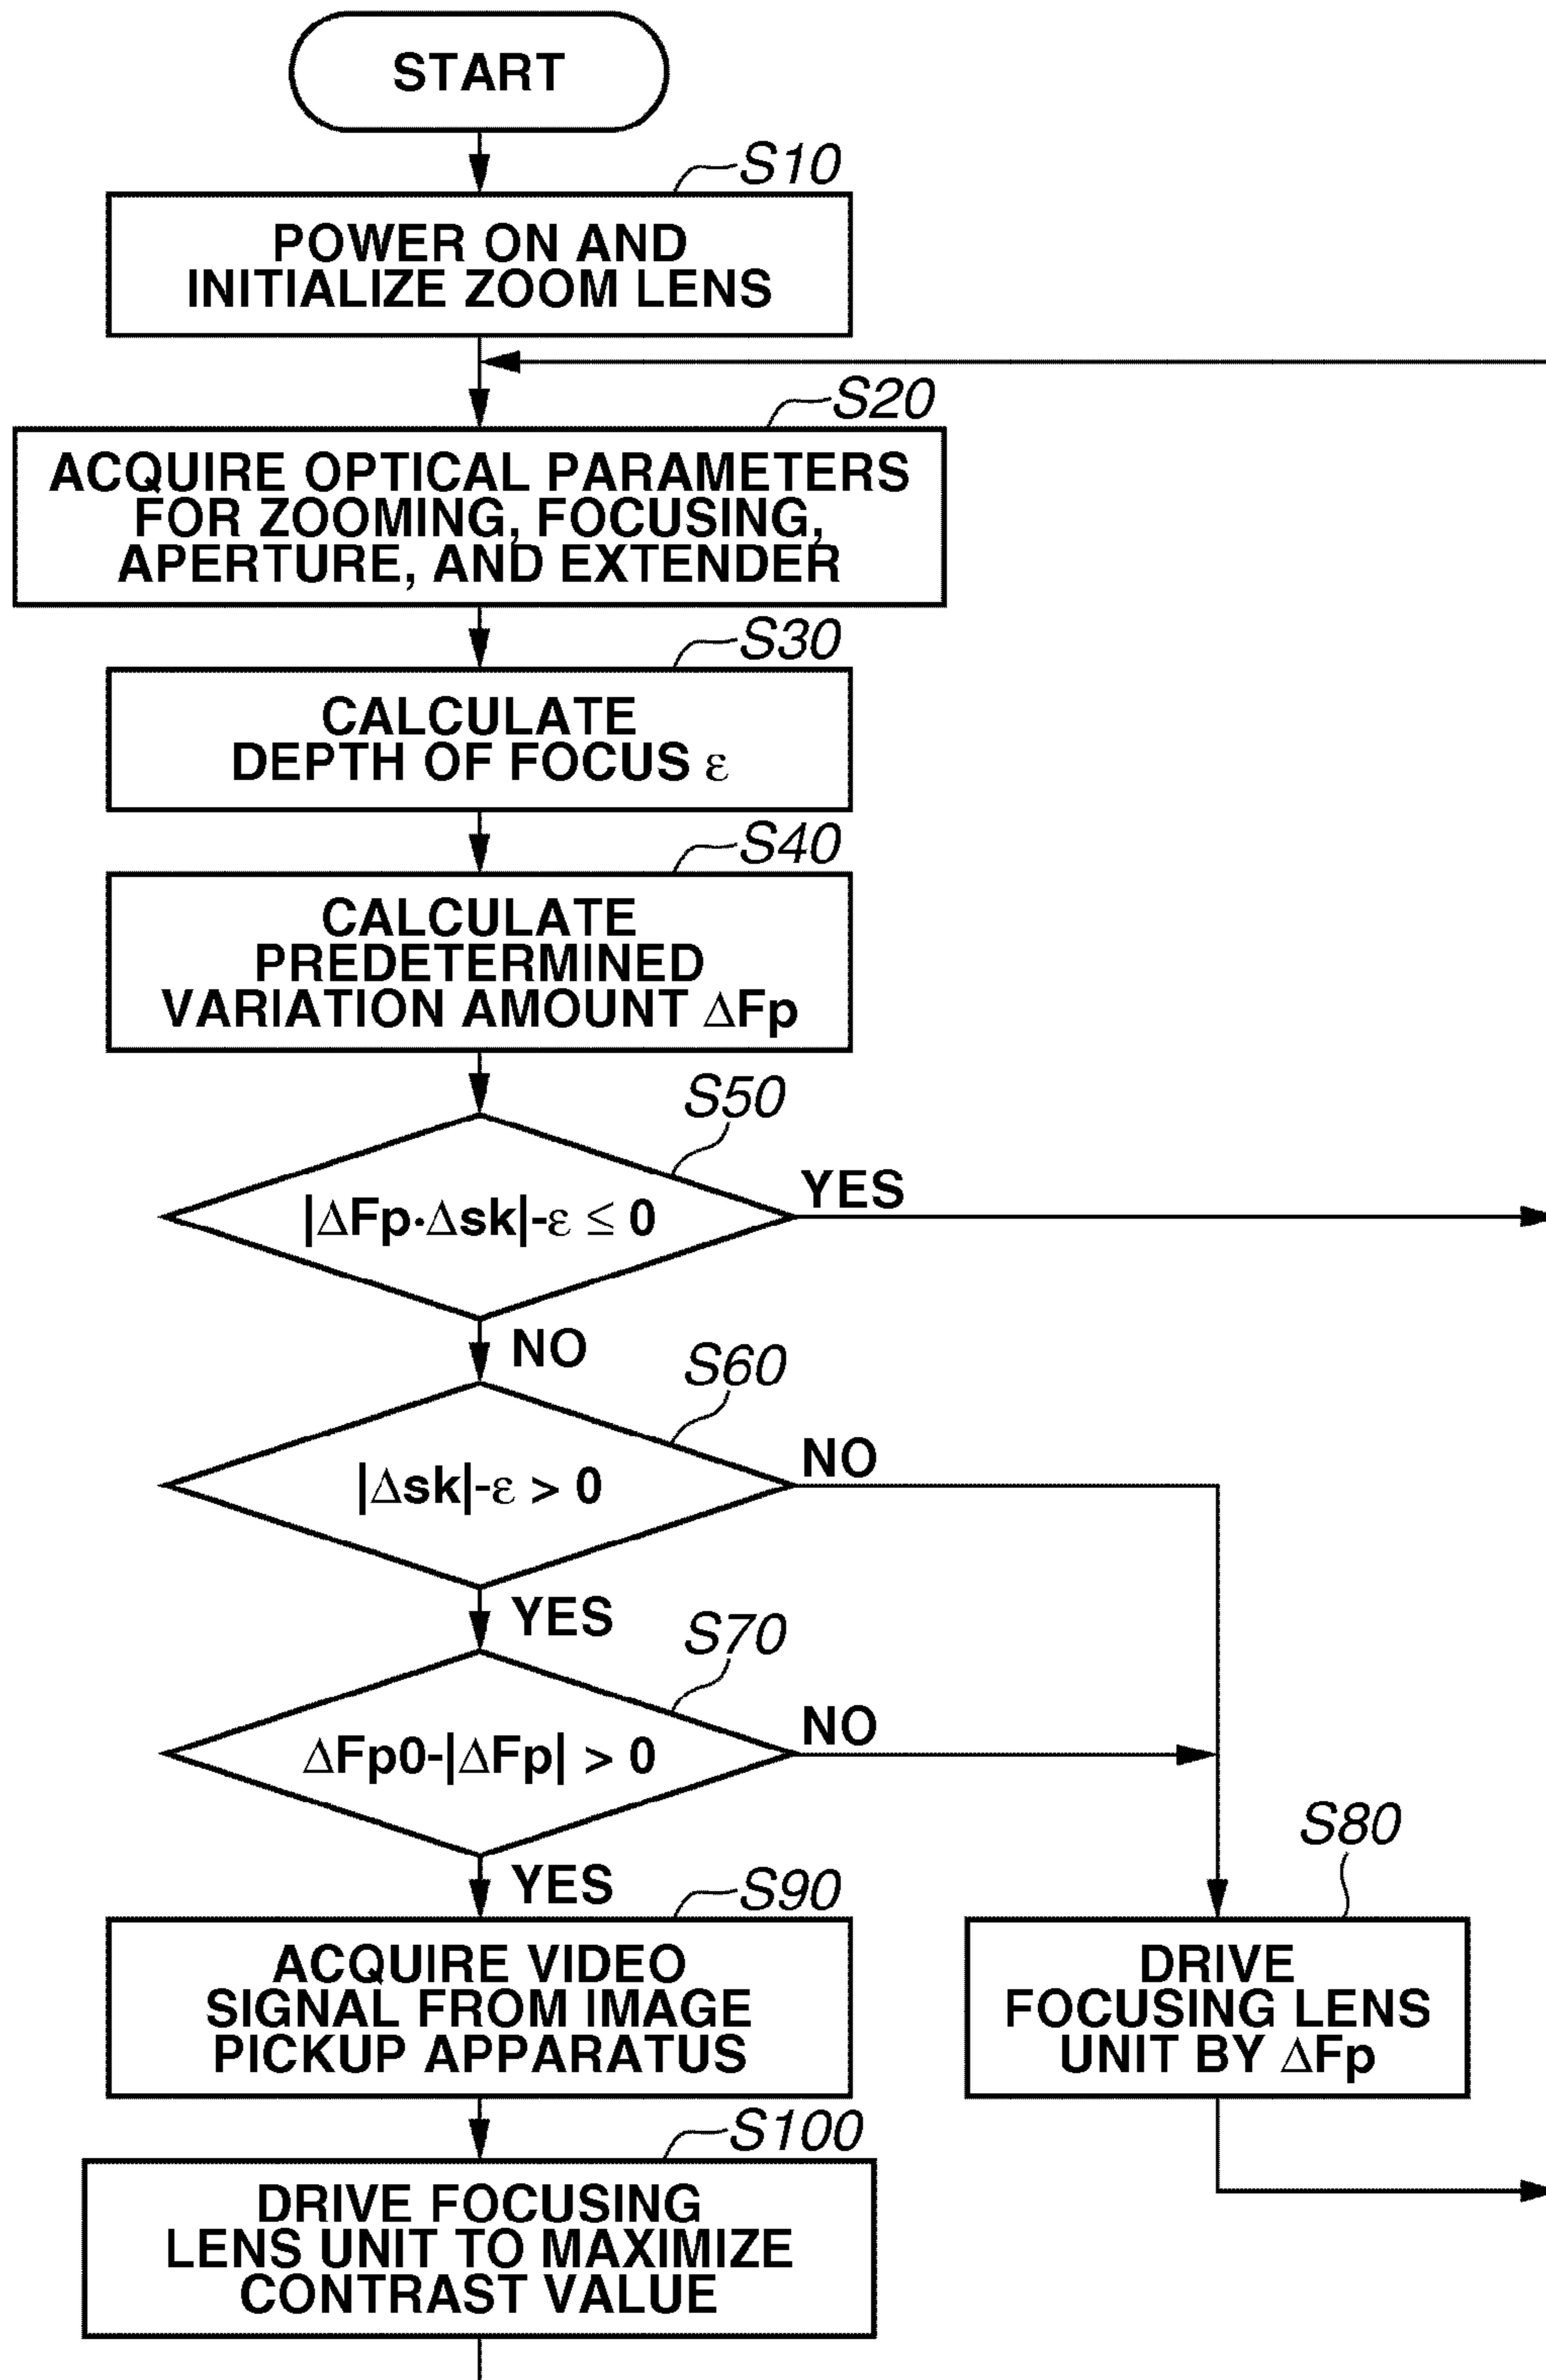 START
S10
POWER ON AND
INITIALIZE ZOOM LENS
S20
ACQUIRE OPTICAL PARAMETERS
FOR ZOOMING, FOCUSING,
APERTURE, AND EXTENDER
S30
CALCULATE
DEPTH OF FOCUS ε
S40
CALCULATE
PREDETERMINED
VARIATION AMOUNT ΔFp
S50
|ΔFp·Δsk|-ε ≤ 0
YES
NO
S60
|Δsk|-ε > 0
NO
YES
S70
ΔFp0-|ΔFp| > 0
NO
YES
S80
DRIVE
FOCUSING LENS
UNIT BY ΔFp
S90
ACQUIRE VIDEO
SIGNAL FROM IMAGE
PICKUP APPARATUS
S100
DRIVE FOCUSING
LENS UNIT TO MAXIMIZE
CONTRAST VALUE